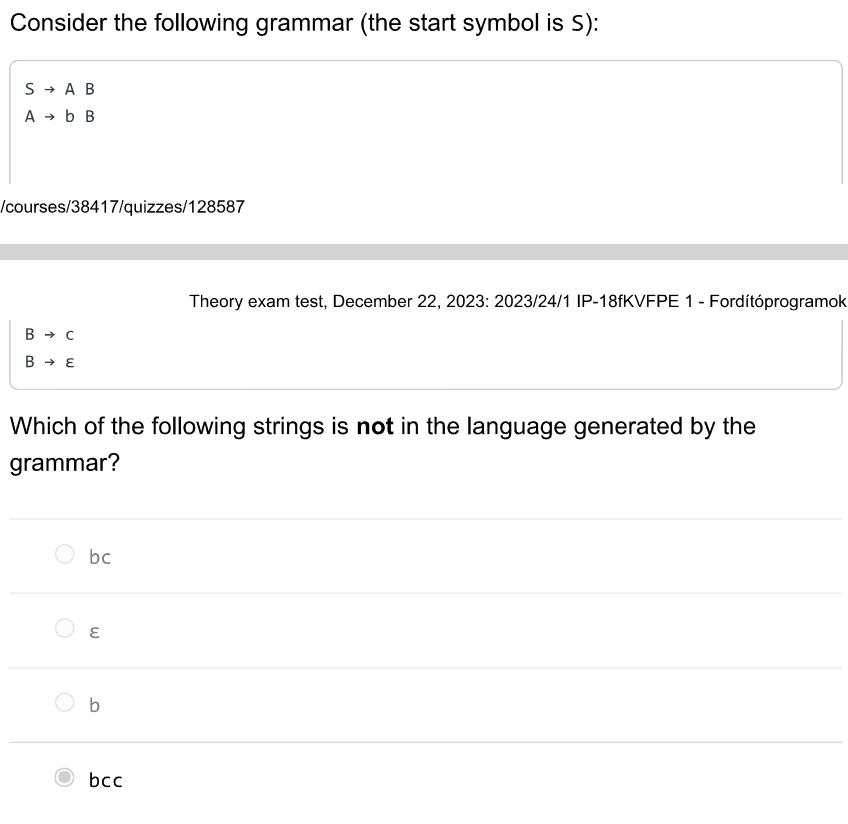 Consider the following grammar (the start symbol is S):
S → A B
A → b B
/courses/38417/quizzes/128587
Theory exam test, December 22, 2023: 2023/24/1 IP-18fKVFPE 1 - Fordítóprogramok
B → c
B → ε
Which of the following strings is not in the language generated by the
grammar?
bc
ε
b
bcc